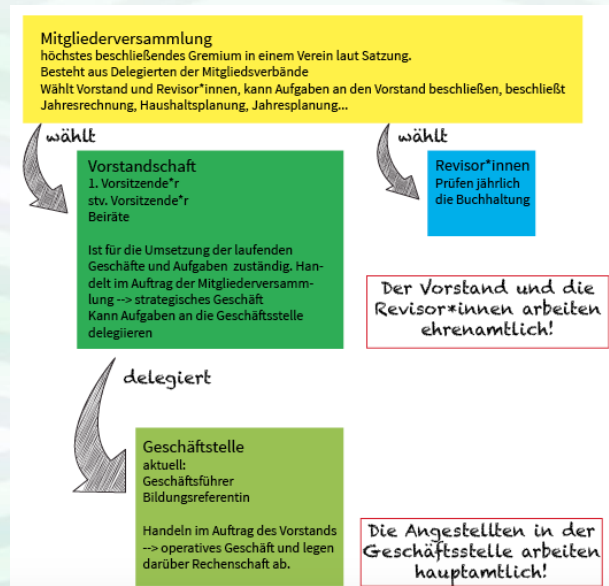 Mitgliederversammlung
höchstes beschließendes Gremium in einem Verein laut Satzung.
Besteht aus Delegierten der Mitgliedsverbände
Wählt Vorstand und Revisor*innen, kann Aufgaben an den Vorstand beschließen, beschließt
Jahresrechnung, Haushaltsplanung, Jahresplanung...
wählt
wählt
Vorstandschaft
1. Vorsitzende*r
stv. Vorsitzende*r
Beiräte
Ist für die Umsetzung der laufenden
Geschäfte und Aufgaben zuständig. Han-
delt im Auftrag der Mitgliederversamm-
lung --> strategisches Geschäft
Kann Aufgaben an die Geschäftsstelle
delegiieren
Revisor*innen
Prüfen jährlich
die Buchhaltung
Der Vorstand und die
Revisor*innen arbeiten
ehrenamtlich!
delegiert
Geschäftstelle
aktuell:
Geschäftsführer
Bildungsreferentin
Handeln im Auftrag des Vorstands
--> operatives Geschäft und legen
darüber Rechenschaft ab.
Die Angestellten in der
Geschäftsstelle arbeiten
hauptamtlich!